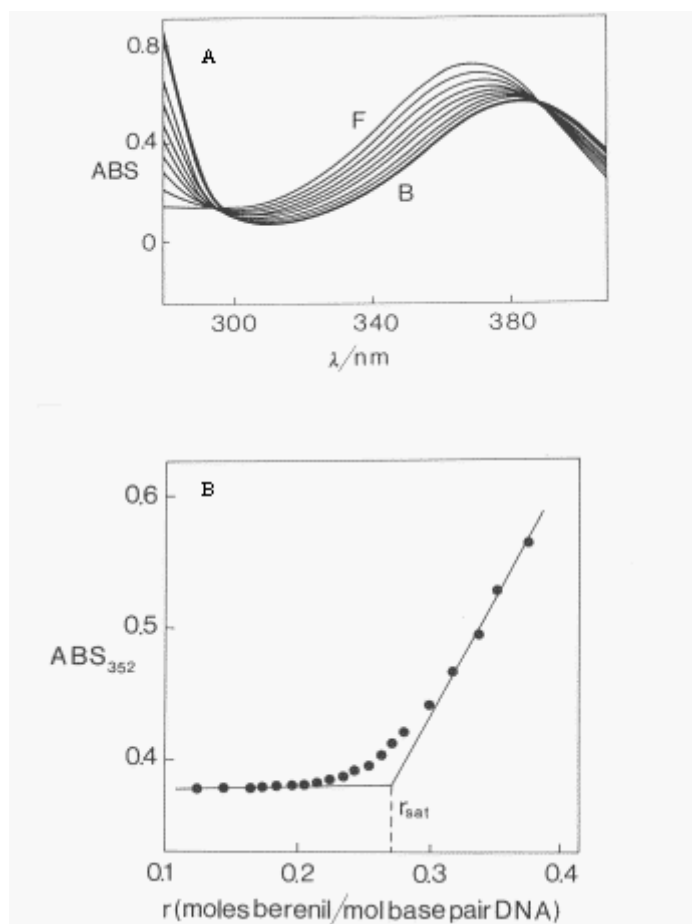 0.8
A
F
0.4
ABS
B
0
300 340 380
λ/nm
0.6
B
0.5
ABS352
0.4
rsat
0.1 0.2 0.3 0.4
r (moles berenil/mol base pair DNA)